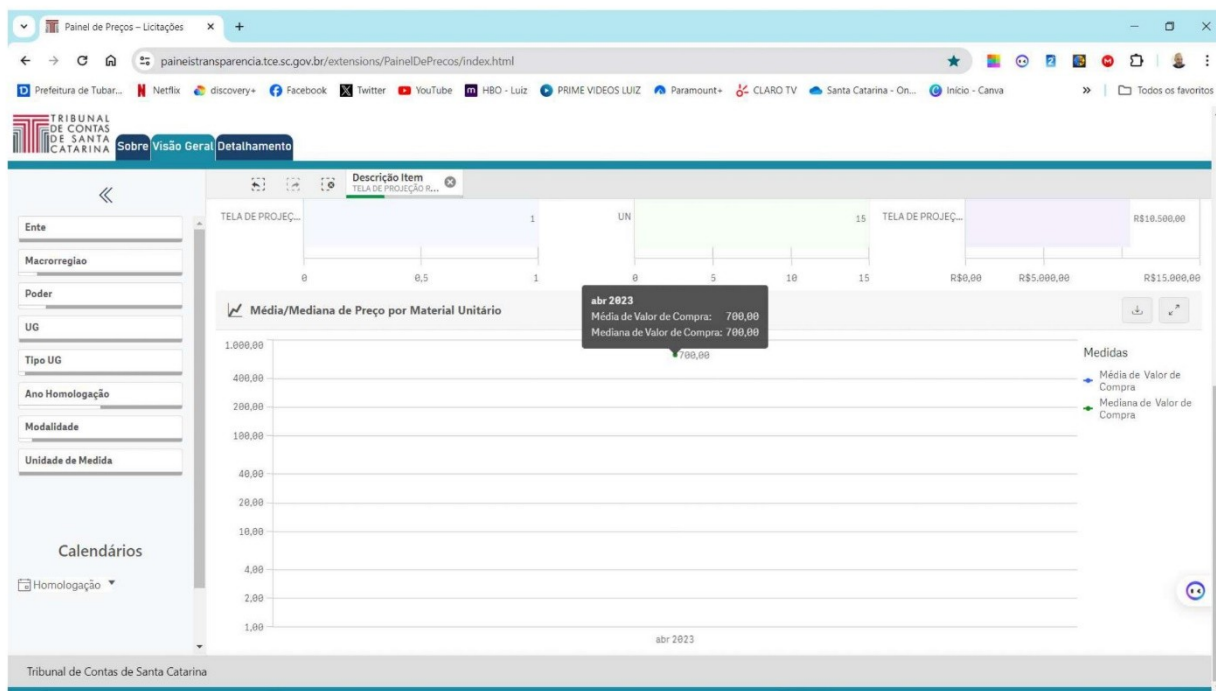 Painel de Preços – Licitações
paineistransparencia.tce.sc.gov.br/extensions/PainelDePrecos/index.html
Prefeitura de Tubar... Netflix discovery+ Facebook Twitter YouTube HBO - Luiz PRIME VIDEOS LUIZ Paramount+ CLARO TV Santa Catarina - On... Início - Canva » Todos os favoritos
TRIBUNAL
DE CONTAS
DE SANTA
CATARINA
Sobre Visão Geral Detalhamento
Descrição Item
TELA DE PROJEÇÃO R...
Ente
Macrorregiao
Poder
UG
Tipo UG
Ano Homologação
Modalidade
Unidade de Medida
Calendários
Homologação
TELA DE PROJEÇ... 1 UN 15 TELA DE PROJEÇ... R$10.500,00
0 0,5 1 0 5 10 15 R$0,00 R$5.000,00 R$15.000,00
Média/Mediana de Preço por Material Unitário
abr 2023
Média de Valor de Compra: 700,00
Mediana de Valor de Compra: 700,00
700,00
1.000,00
400,00
200,00
100,00
40,00
20,00
10,00
4,00
2,00
1,00
abr 2023
Medidas
Média de Valor de
Compra
Mediana de Valor de
Compra
Tribunal de Contas de Santa Catarina